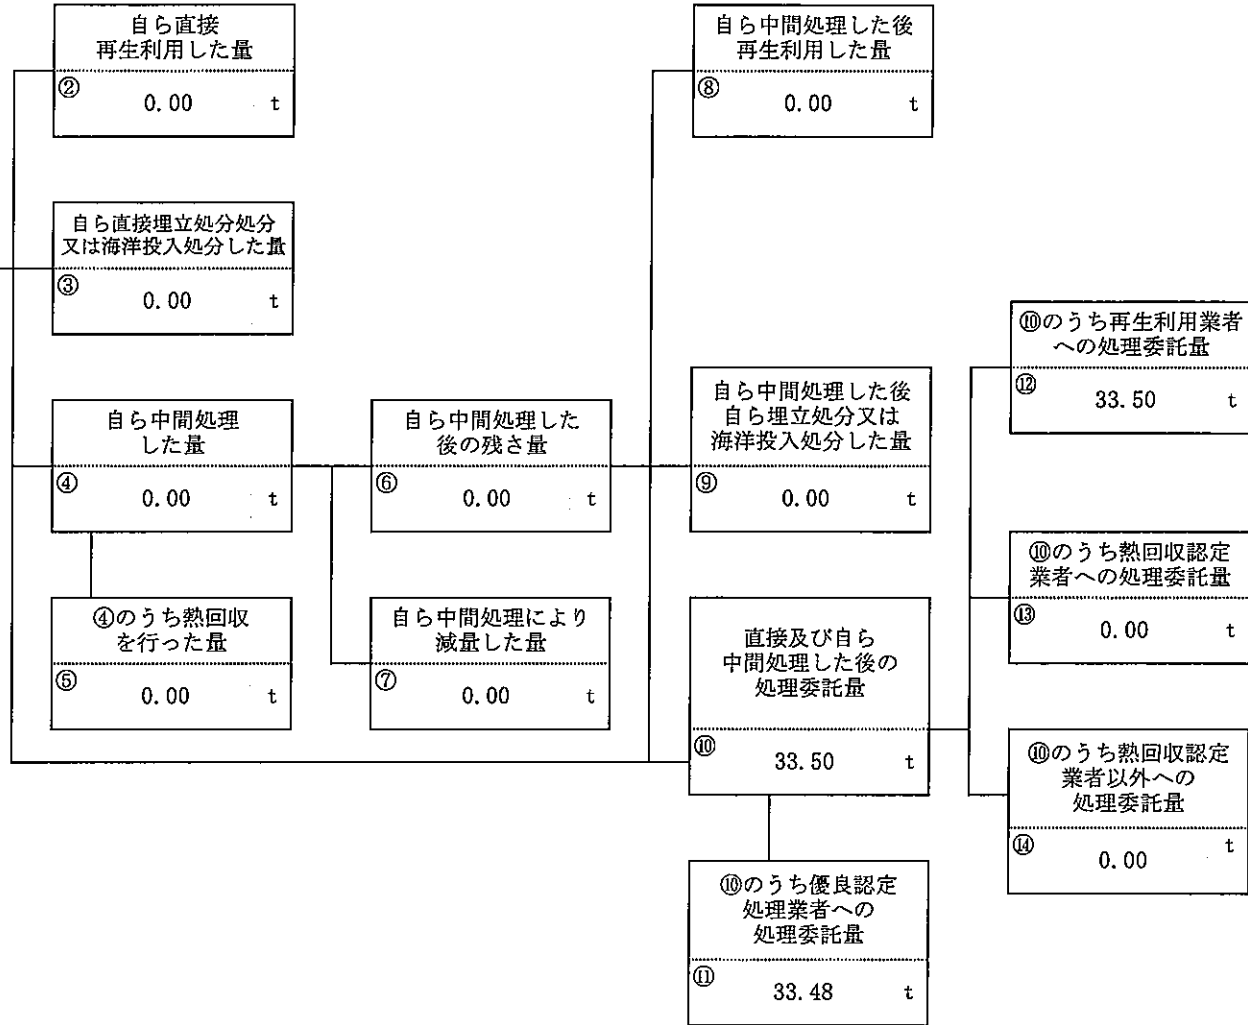 自ら直接
再生利用した量
② 0.00 t
自ら中間処理した後
再生利用した量
⑧ 0.00 t
自ら直接埋立処分処分
又は海洋投入処分した量
③ 0.00 t
⑩のうち再生利用業者
への処理委託量
⑫ 33.50 t
自ら中間処理
した量
④ 0.00 t
自ら中間処理した
後の残さ量
⑥ 0.00 t
自ら中間処理した後
自ら埋立処分又は
海洋投入処分した量
⑨ 0.00 t
⑩のうち熱回収認定
業者への処理委託量
⑬ 0.00 t
④のうち熱回収
を行った量
⑤ 0.00 t
自ら中間処理により
減量した量
⑦ 0.00 t
直接及び自ら
中間処理した後の
処理委託量
⑩ 33.50 t
⑩のうち熱回収認定
業者以外への
処理委託量
⑭ 0.00 t
⑩のうち優良認定
処理業者への
処理委託量
⑪ 33.48 t